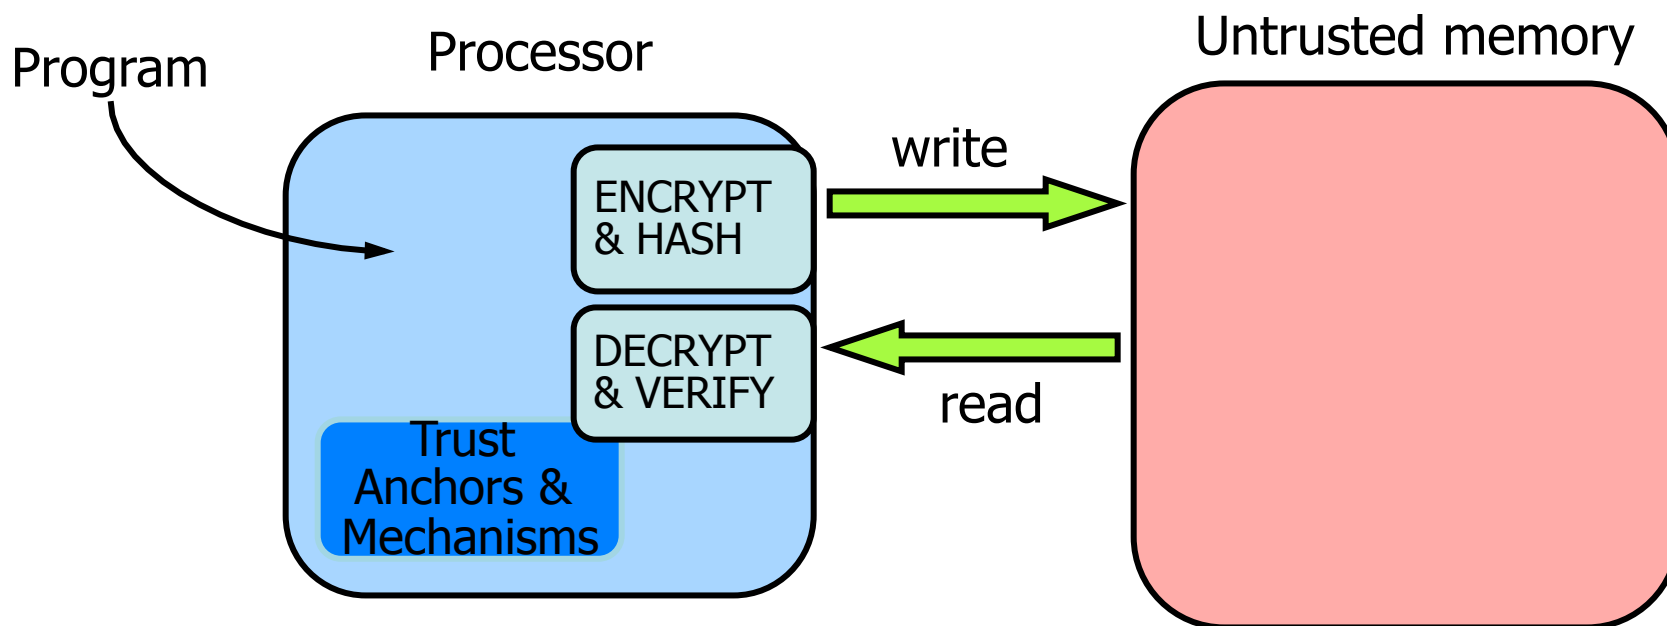 Program
Processor
Untrusted memory
ENCRYPT
& HASH
write
DECRYPT
& VERIFY
read
Trust
Anchors &
Mechanisms